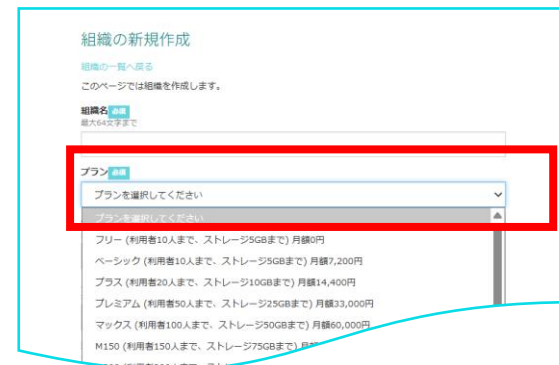 組織の新規作成
組織の一覧へ戻る
このページでは組織を作成します。
組織名 必須
最大64文字まで
プラン 必須
プランを選択してください
プランを選択してください
フリー (利用者10人まで、ストレージ5GBまで) 月額0円
ベーシック (利用者10人まで、ストレージ5GBまで) 月額7,200円
プラス (利用者20人まで、ストレージ10GBまで) 月額14,400円
プレミアム (利用者50人まで、ストレージ25GBまで) 月額33,000円
マックス (利用者100人まで、ストレージ50GBまで) 月額60,000円
M150 (利用者150人まで、ストレージ75GBまで) 月額